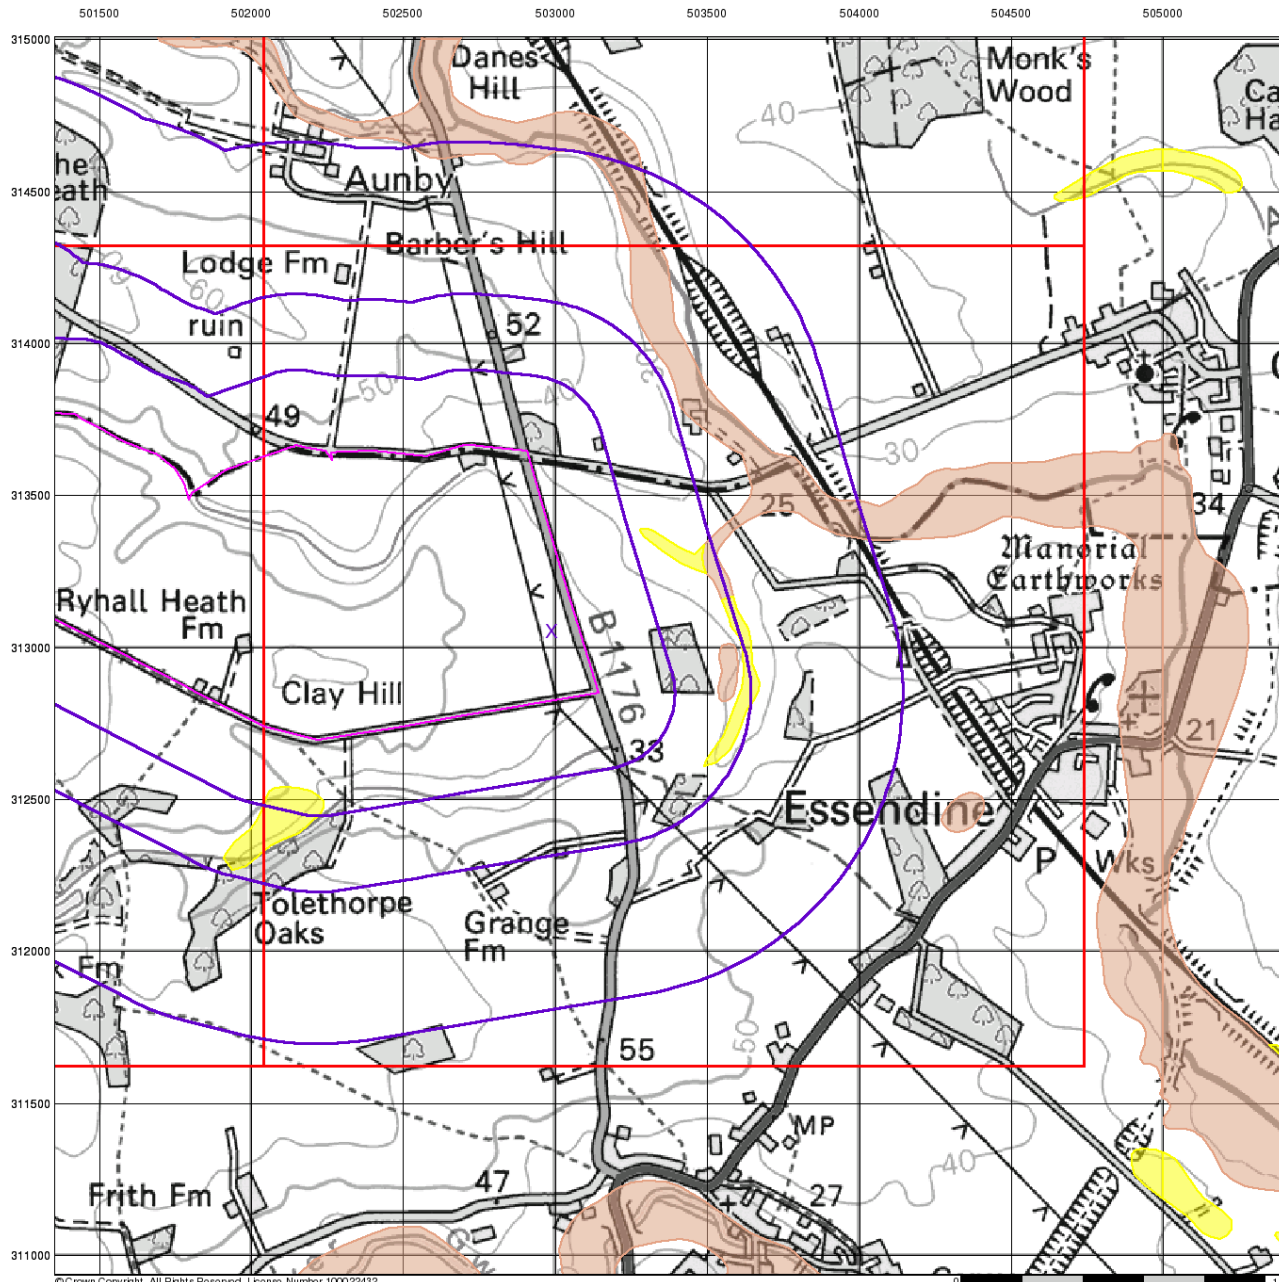 501500 502000 502500 503000 503500 504000 504500 505000
315000
314500
314000
313500
313000
312500
312000
311500
311000
Danes
Hill
Monk's
Wood
Ca
Ha
40
he
eath
Aunby
Barber's Hill
Lodge Fm
60
ruin
52
50
40
49
30
25
34
Manorial
Earthworks
Ryhall Heath
Fm
X
B1176
Clay Hill
33
21
Essendine
P
Wks
Tolethorpe
Oaks
Grange
Fm
Fm
50
55
MP
40
47
27
Frith Fm
© Crown Copyright. All Rights Reserved. License Number 100022432
0